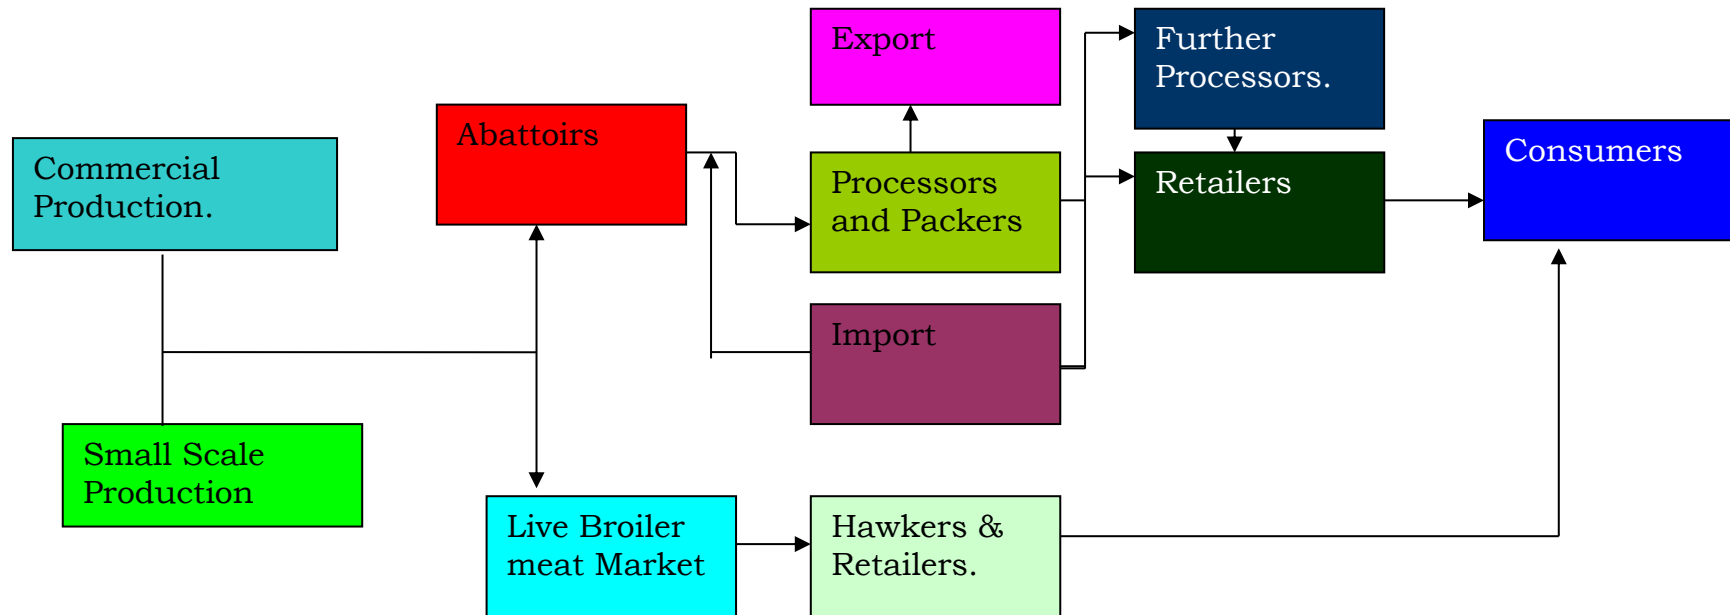 Export
Further
Processors.
Abattoirs
Consumers
Commercial
Production.
Processors
and Packers
Retailers
Import
Small Scale
Production
Live Broiler
meat Market
Hawkers &
Retailers.